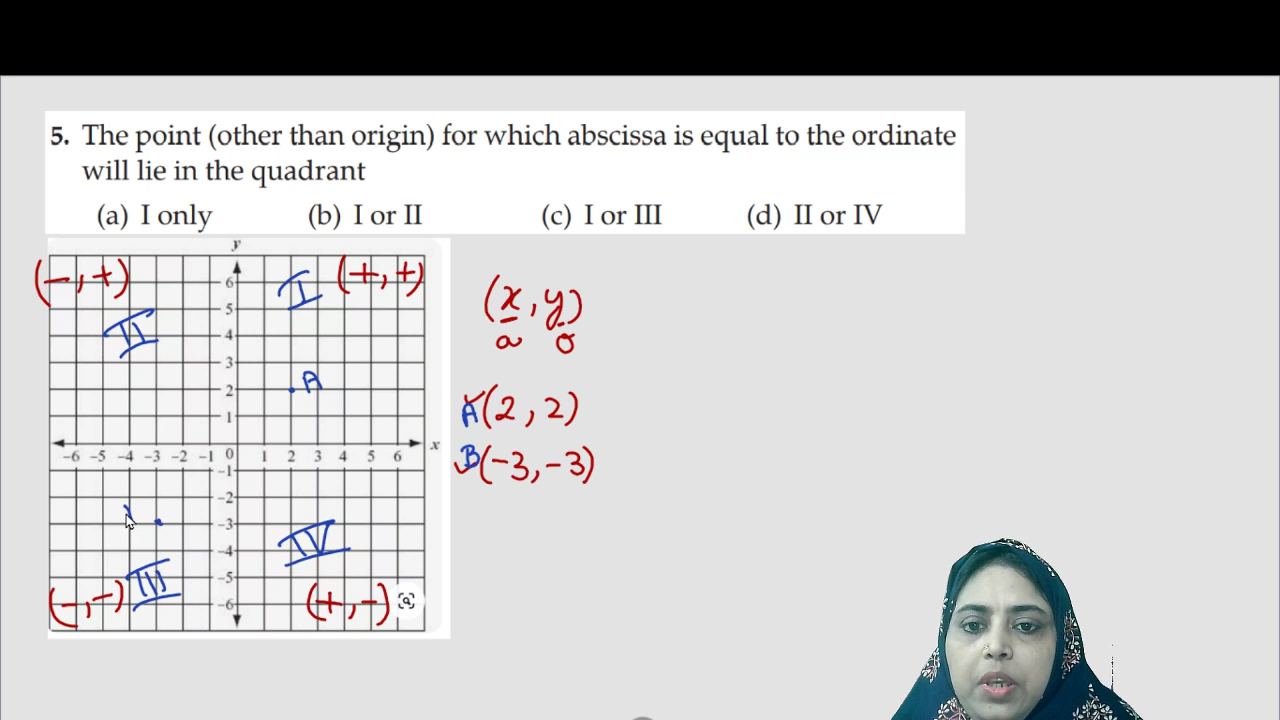 5. The point (other than origin) for which abscissa is equal to the ordinate
will lie in the quadrant
(a) I only (b) I or II (c) I or III (d) II or IV
y
(-,+) I (+,+)
6
II
5
4
3
A
2
1
-6 -5 -4 -3 -2 -1 0 1 2 3 4 5 6 x
-1
-2
-3
IV
-4
(-,-) III
-5
-6 (+,-)
(x,y)
a o
A(2,2)
B(-3,-3)